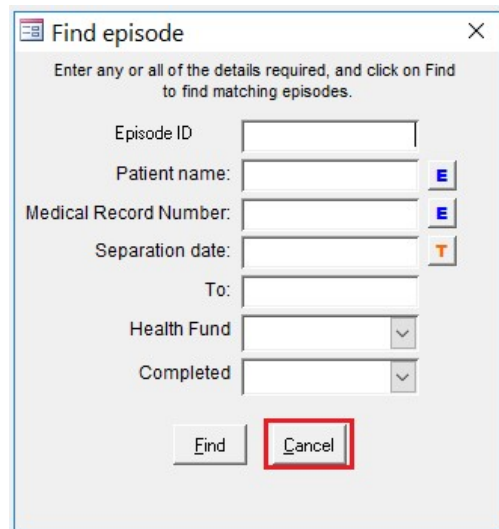 Find episode
Enter any or all of the details required, and click on Find
to find matching episodes.
Episode ID
Patient name: E
Medical Record Number: E
Separation date: T
To:
Health Fund
Completed
Find Cancel